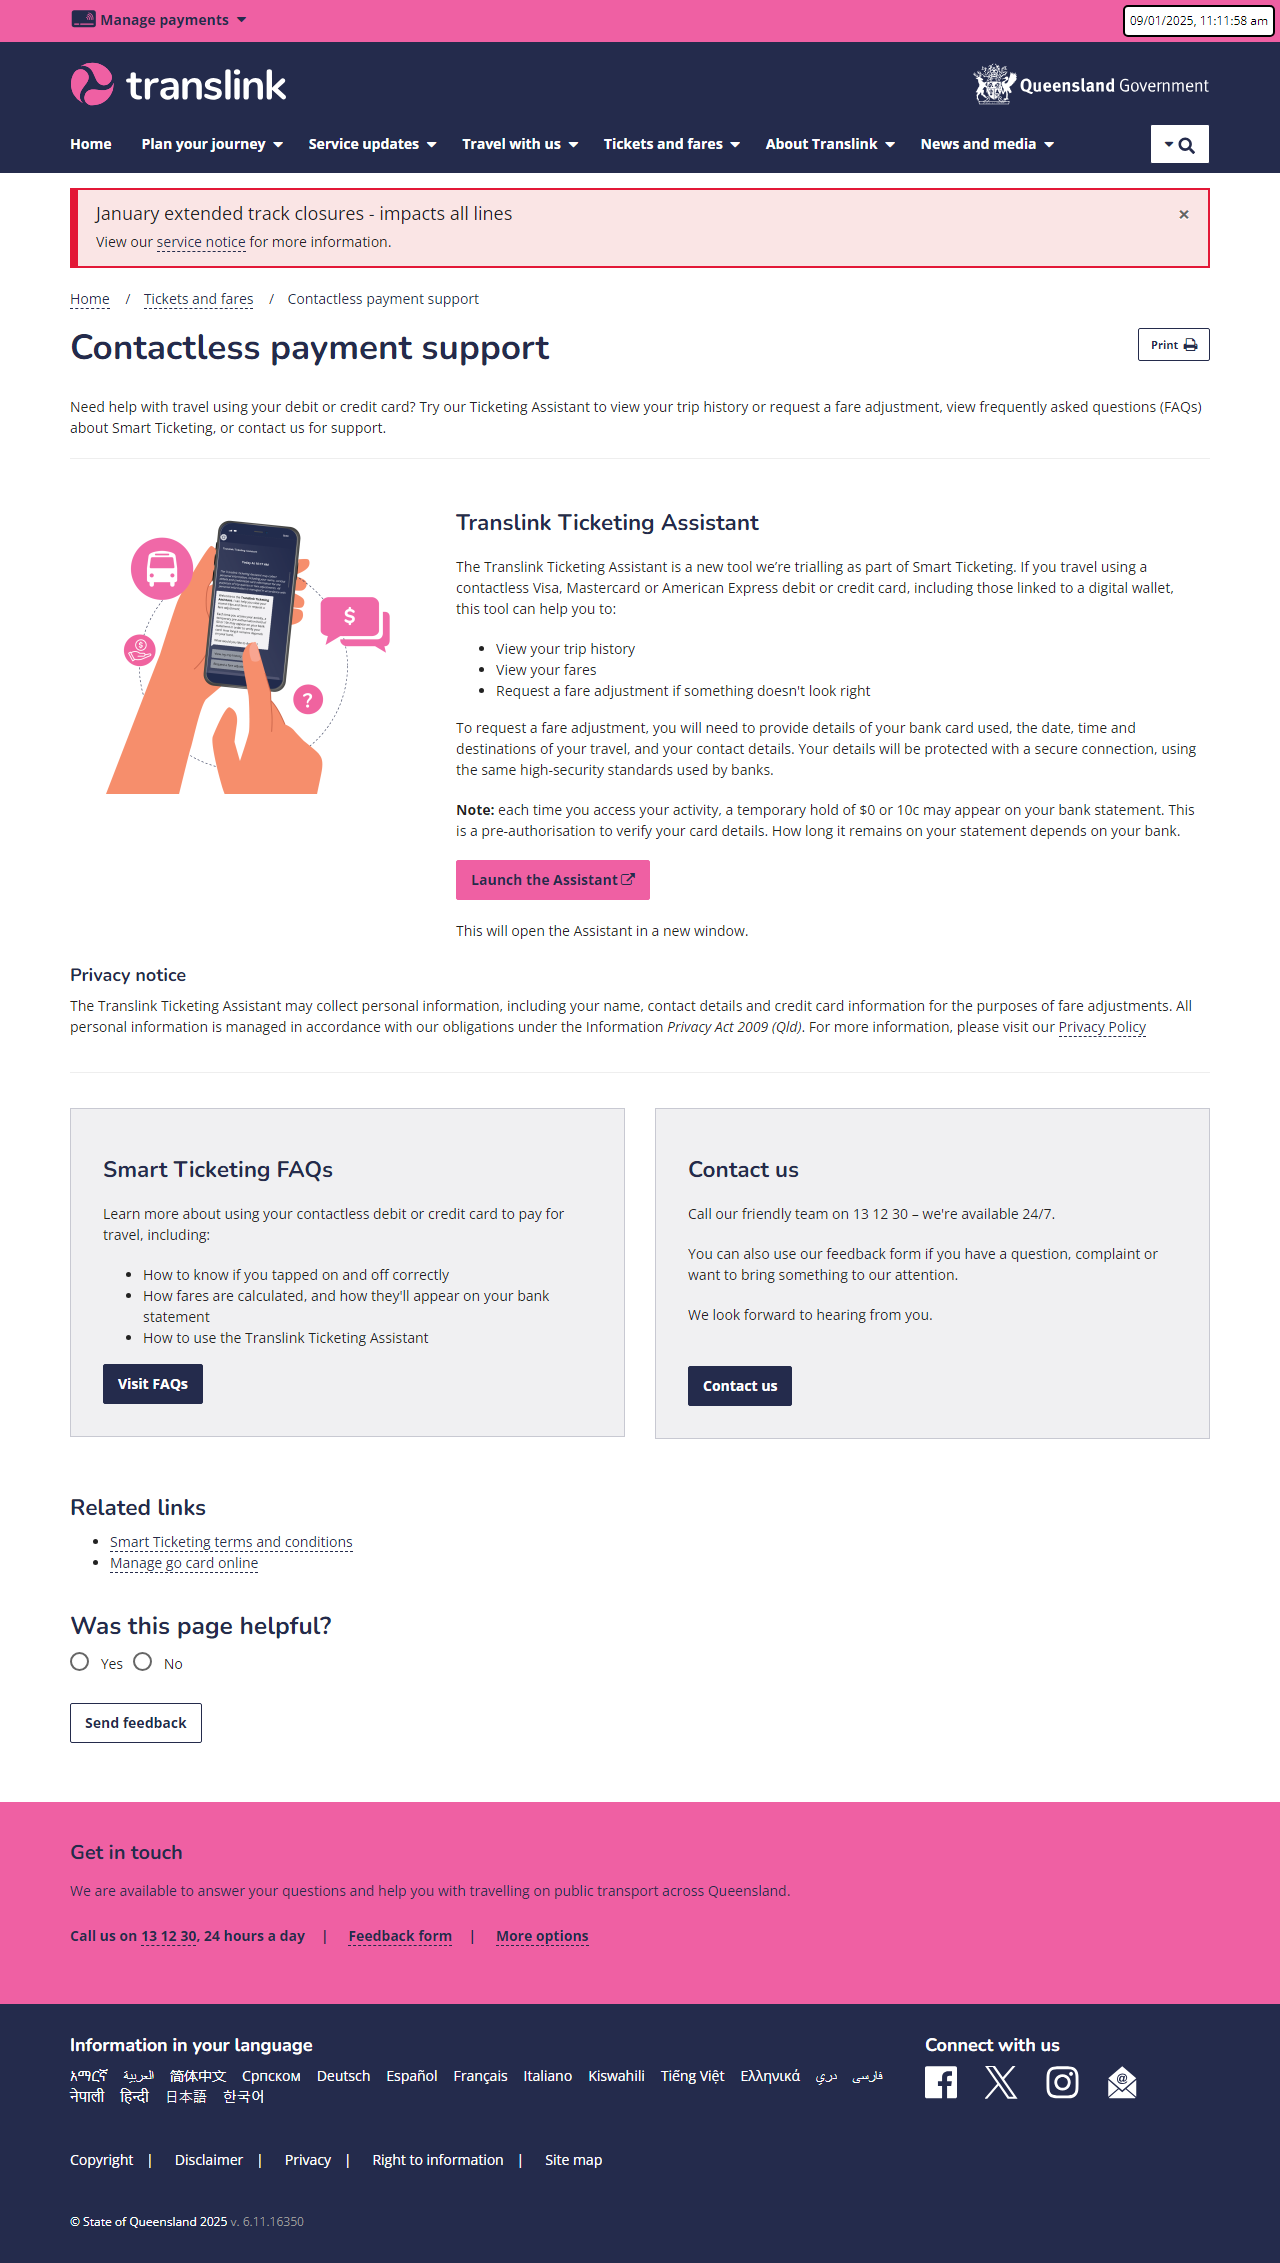 Manage payments
09/01/2025, 11:11:58 am
translink
Queensland Government
Home Plan your journey Service updates Travel with us Tickets and fares About Translink News and media
January extended track closures - impacts all lines
×
View our service notice for more information.
Home / Tickets and fares / Contactless payment support
Contactless payment support
Print
Need help with travel using your debit or credit card? Try our Ticketing Assistant to view your trip history or request a fare adjustment, view frequently asked questions (FAQs)
about Smart Ticketing, or contact us for support.
$
$
?
Translink Ticketing Assistant
The Translink Ticketing Assistant is a new tool we’re trialling as part of Smart Ticketing. If you travel using a
contactless Visa, Mastercard or American Express debit or credit card, including those linked to a digital wallet,
this tool can help you to:
• View your trip history
• View your fares
• Request a fare adjustment if something doesn't look right
To request a fare adjustment, you will need to provide details of your bank card used, the date, time and
destinations of your travel, and your contact details. Your details will be protected with a secure connection, using
the same high-security standards used by banks.
Note: each time you access your activity, a temporary hold of $0 or 10c may appear on your bank statement. This
is a pre-authorisation to verify your card details. How long it remains on your statement depends on your bank.
Launch the Assistant
This will open the Assistant in a new window.
Privacy notice
The Translink Ticketing Assistant may collect personal information, including your name, contact details and credit card information for the purposes of fare adjustments. All
personal information is managed in accordance with our obligations under the Information Privacy Act 2009 (Qld). For more information, please visit our Privacy Policy
Smart Ticketing FAQs
Learn more about using your contactless debit or credit card to pay for
travel, including:
• How to know if you tapped on and off correctly
• How fares are calculated, and how they'll appear on your bank
statement
• How to use the Translink Ticketing Assistant
Visit FAQs
Contact us
Call our friendly team on 13 12 30 – we're available 24/7.
You can also use our feedback form if you have a question, complaint or
want to bring something to our attention.
We look forward to hearing from you.
Contact us
Related links
• Smart Ticketing terms and conditions
• Manage go card online
Was this page helpful?
Yes No
Send feedback
Get in touch
We are available to answer your questions and help you with travelling on public transport across Queensland.
Call us on 13 12 30, 24 hours a day | Feedback form | More options
Information in your language
አማርኛ العربية 简体中文 Српском Deutsch Español Français Italiano Kiswahili Tiếng Việt Ελληνικά دري فارسی
नेपाली हिन्दी 日本語 한국어
Connect with us
@
Copyright | Disclaimer | Privacy | Right to information | Site map
© State of Queensland 2025 v. 6.11.16350